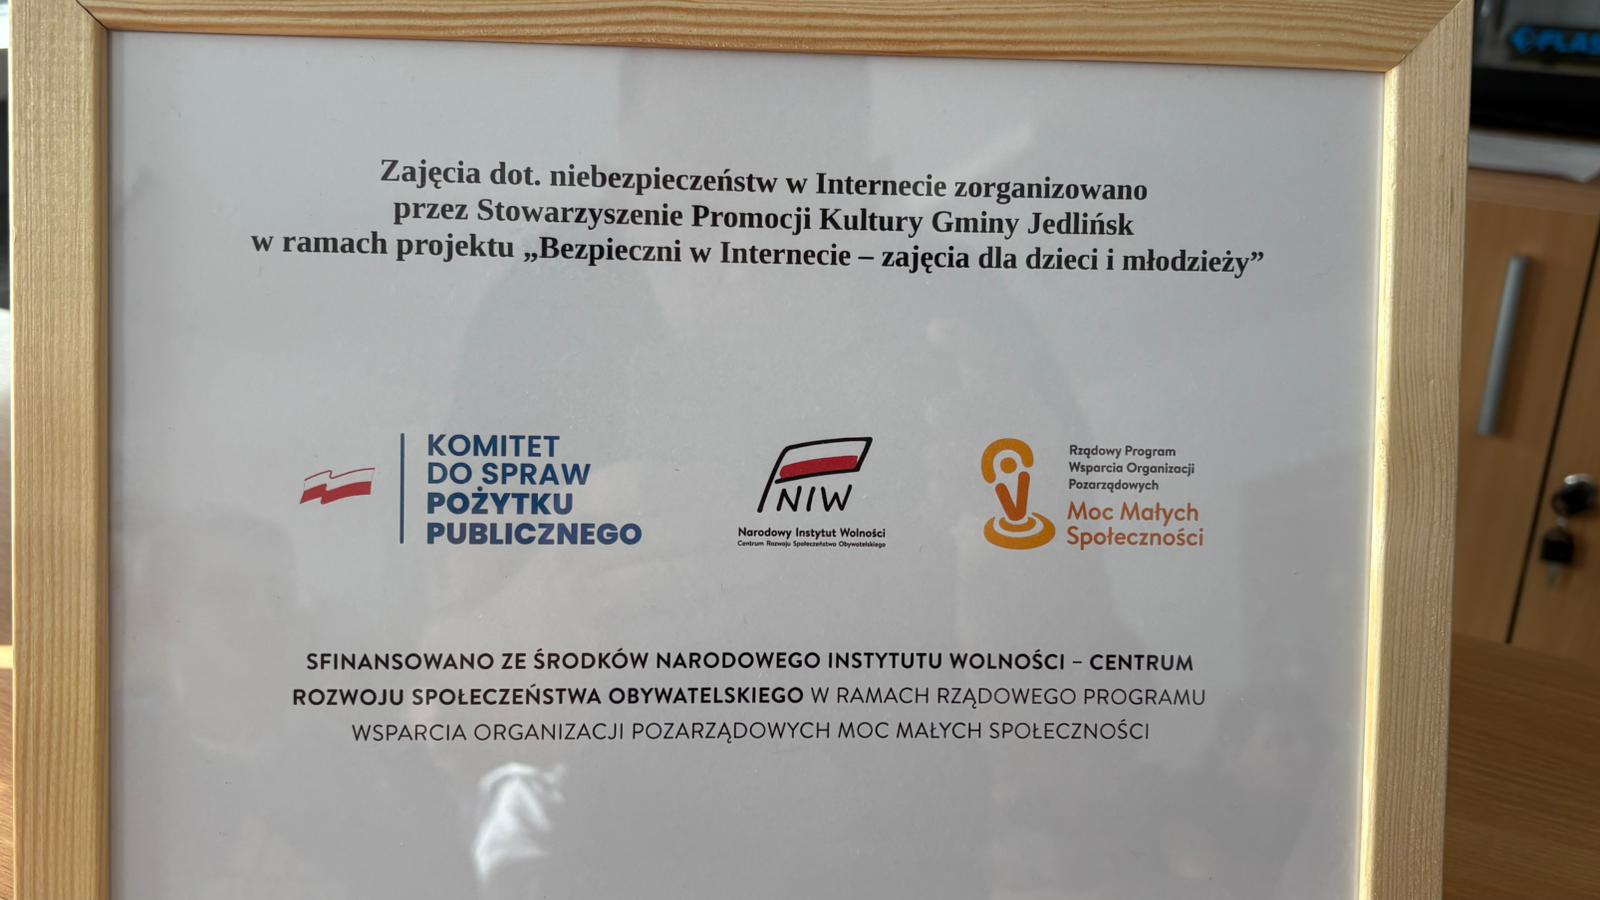 Zajęcia dot. niebezpieczeństw w Internecie zorganizowano
przez Stowarzyszenie Promocji Kultury Gminy Jedlińsk
w ramach projektu „Bezpieczni w Internecie – zajęcia dla dzieci i młodzieży”
KOMITET
DO SPRAW
POŻYTKU
PUBLICZNEGO
NIW
Narodowy Instytut Wolności
Centrum Rozwoju Społeczeństwa Obywatelskiego
Rządowy Program
Wsparcia Organizacji
Pozarządowych
Moc Małych
Społeczności
SFINANSOWANO ZE ŚRODKÓW NARODOWEGO INSTYTUTU WOLNOŚCI – CENTRUM
ROZWOJU SPOŁECZEŃSTWA OBYWATELSKIEGO W RAMACH RZĄDOWEGO PROGRAMU
WSPARCIA ORGANIZACJI POZARZĄDOWYCH MOC MAŁYCH SPOŁECZNOŚCI